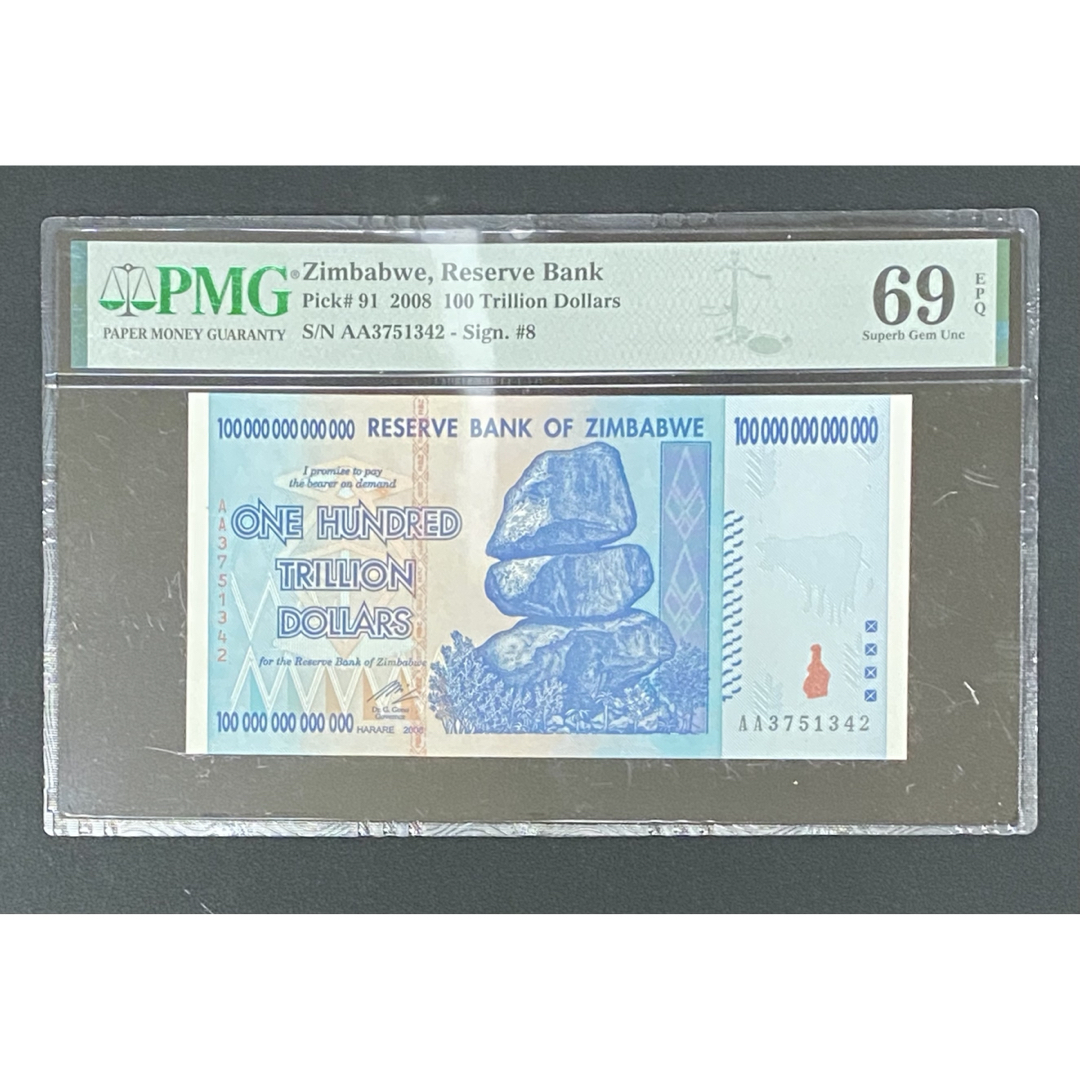 PMG®
PAPER MONEY GUARANTY
Zimbabwe, Reserve Bank
Pick# 91 2008 100 Trillion Dollars
S/N AA3751342 - Sign. #8
69
EPQ
Superb Gem Unc
100 000 000 000 000 RESERVE BANK OF ZIMBABWE 100 000 000 000 000
I promise to pay
the bearer on demand
ONE HUNDRED
TRILLION
DOLLARS
AA3751342
for the Reserve Bank of Zimbabwe
Dr. G. Gono
Governor
100 000 000 000 000 HARARE 2008
AA3751342